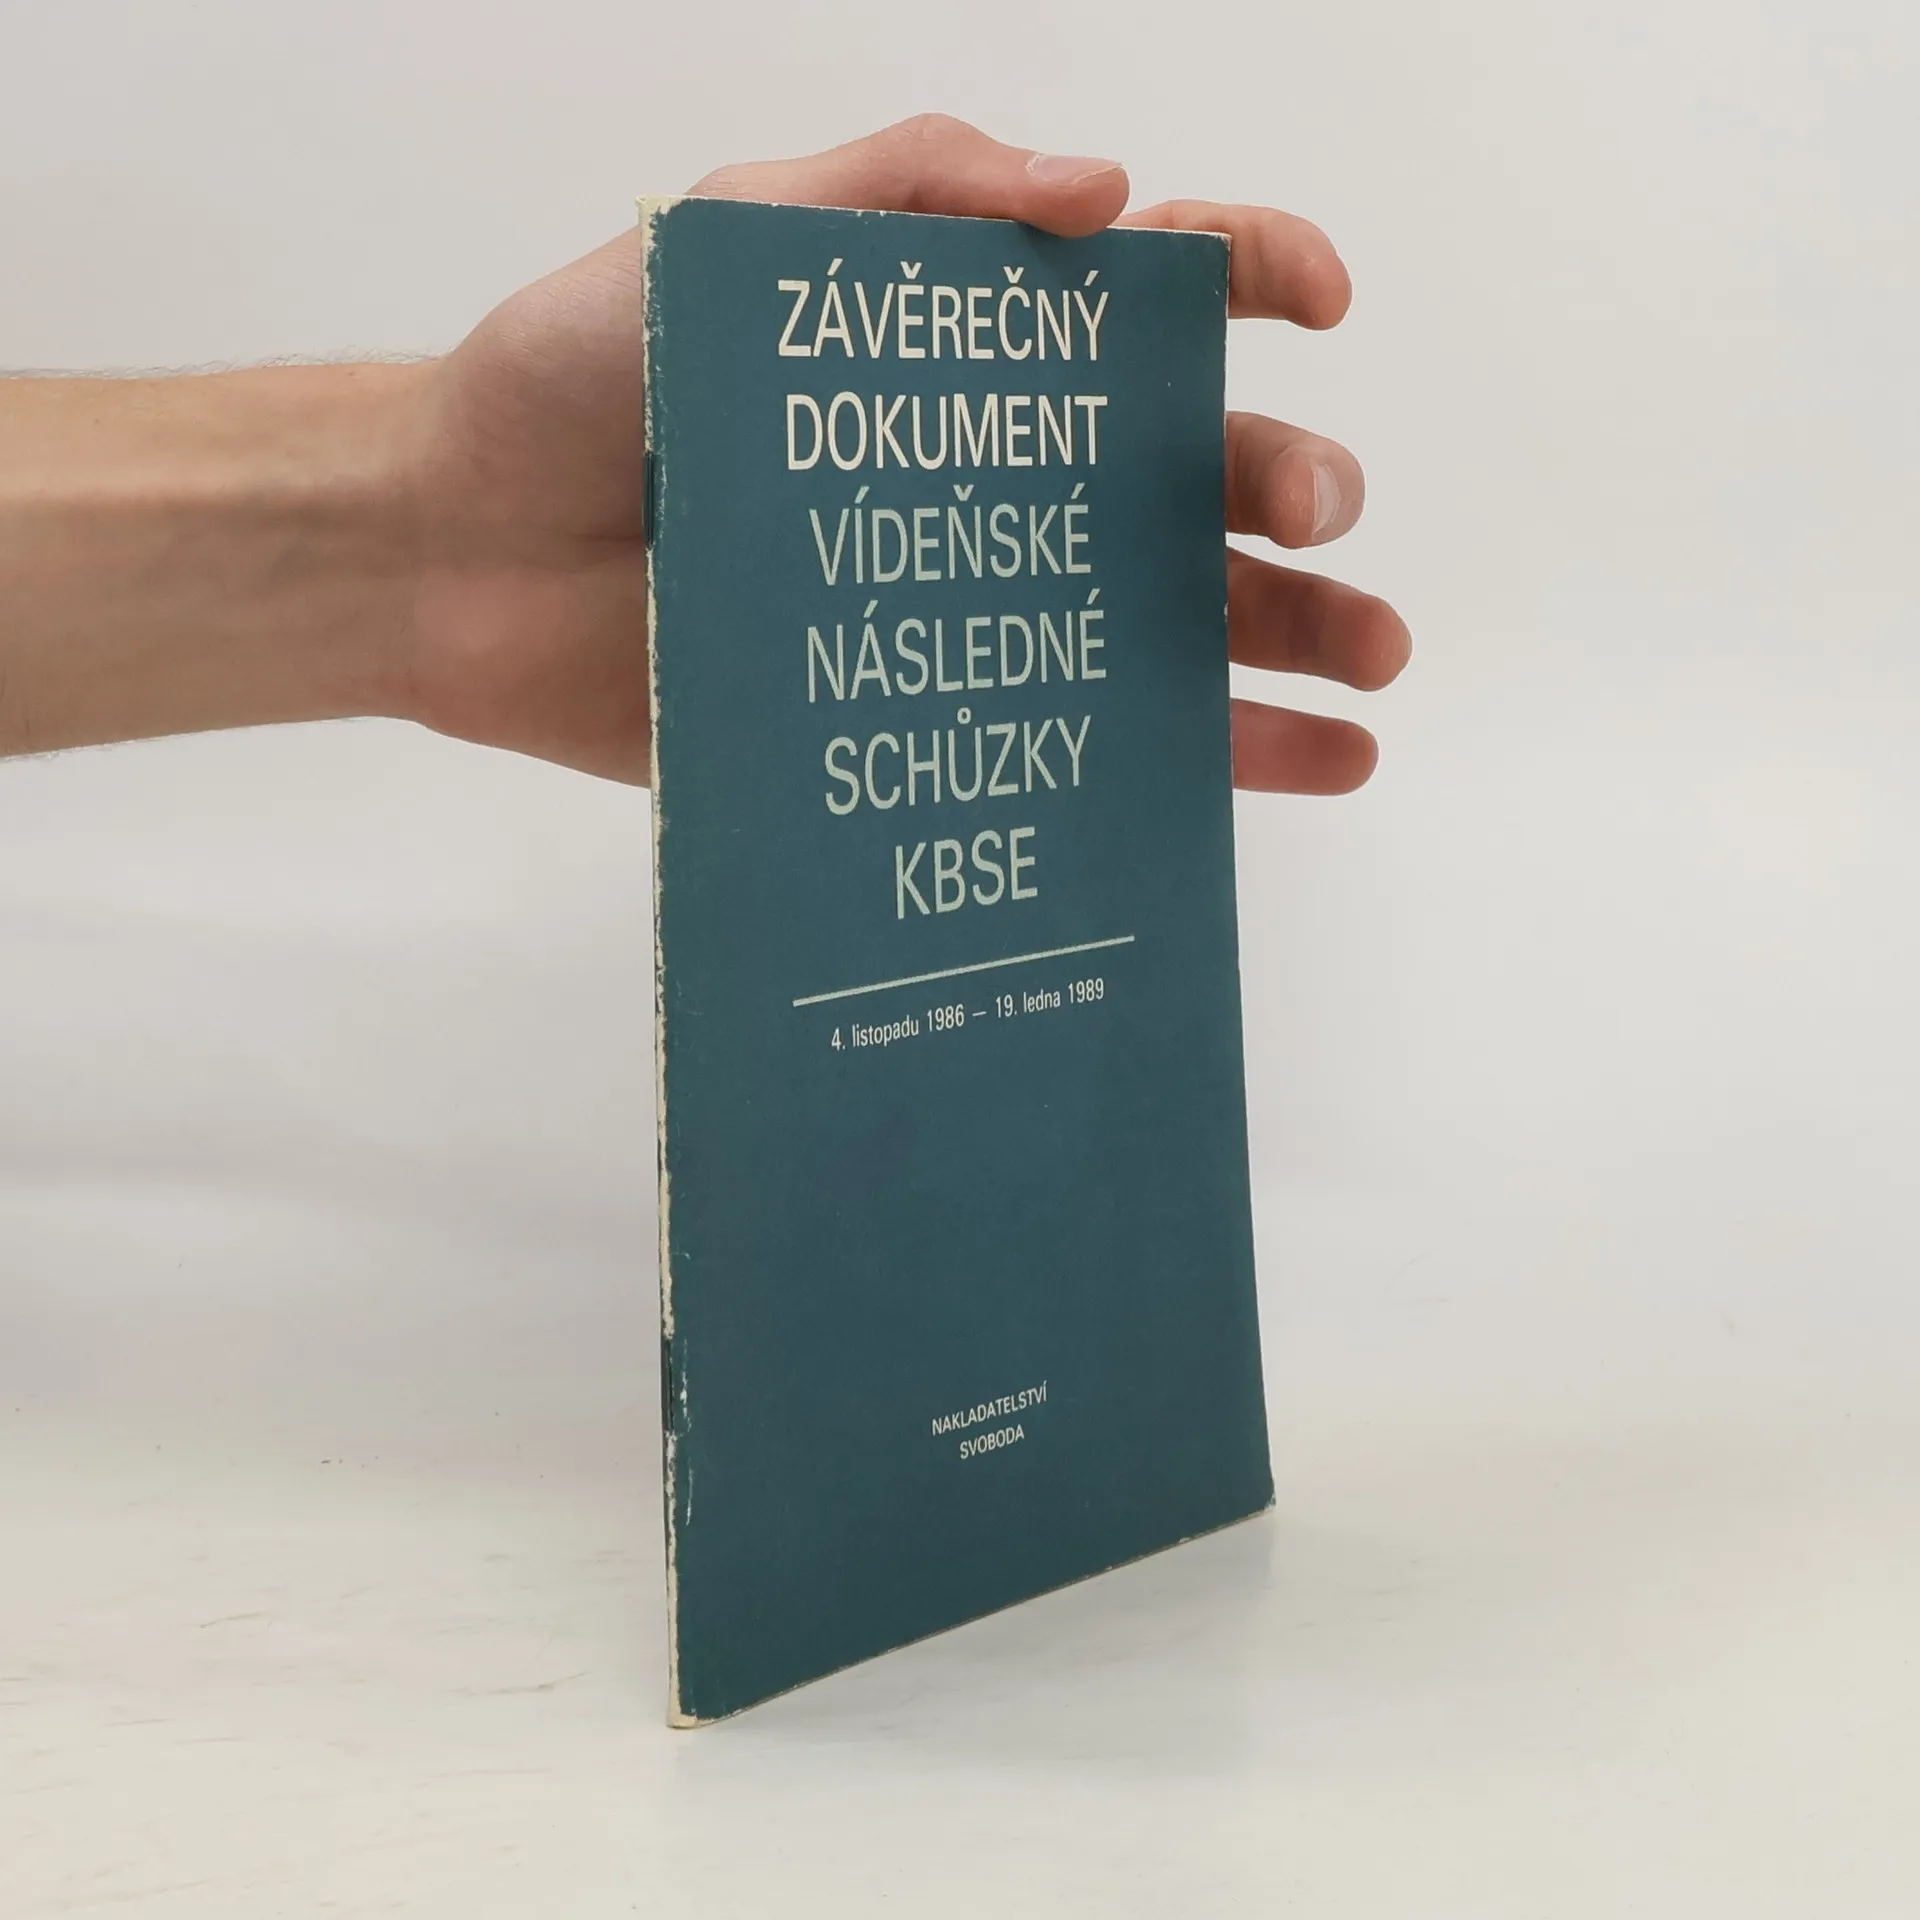 ZÁVĚREČNÝ
DOKUMENT
VÍDEŇSKÉ
NÁSLEDNÉ
SCHŮZKY
KBSE
4. listopadu 1986 — 19. ledna 1989
NAKLADATELSTVÍ
SVOBODA